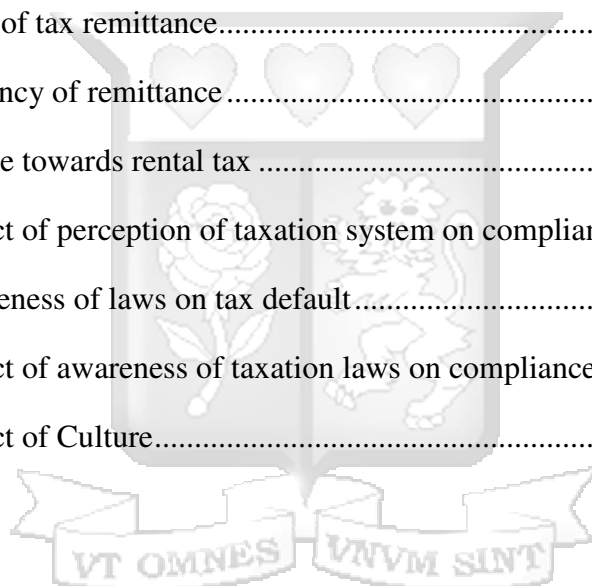 of tax remittance...................................................
ncy of remittance..................................................
e towards rental tax..............................................
ct of perception of taxation system on complian
eness of laws on tax default...................................
ct of awareness of taxation laws on compliance
ct of Culture...........................................................
VT OMNES VNVM SINT